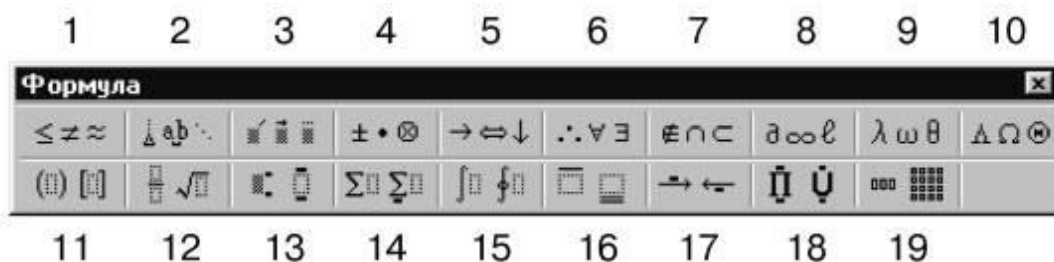 1 2 3 4 5 6 7 8 9 10
Формула
≤ ≠ ≈ a͎b ⋱ ± • ⊗ → ⇔ ↓ ∴ ∀ ∃ ∉ ∩ ⊂ ∂ ∞ ℓ λ ω θ Λ Ω Θ
( ) [ ] √ Σ Σ ∫ ∮ → ← Π Ụ
11 12 13 14 15 16 17 18 19